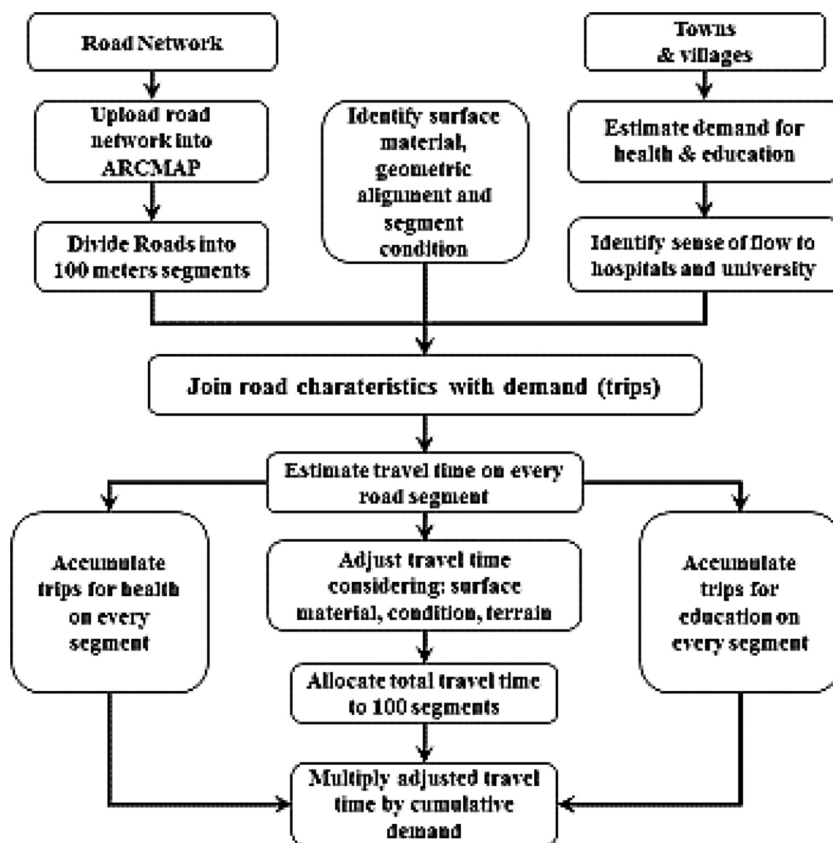 Road Network
Towns
& villages
Upload road
network into
ARCMAP
Identify surface
material,
geometric
alignment and
segment
condition
Estimate demand for
health & education
Divide Roads into
100 meters segments
Identify sense of flow to
hospitals and university
Join road charateristics with demand (trips)
Estimate travel time on every
road segment
Accumulate
trips for health
on every
segment
Adjust travel time
considering: surface
material, condition, terrain
Accumulate
trips for
education on
every segment
Allocate total travel time
to 100 segments
Multiply adjusted travel
time by cumulative
demand